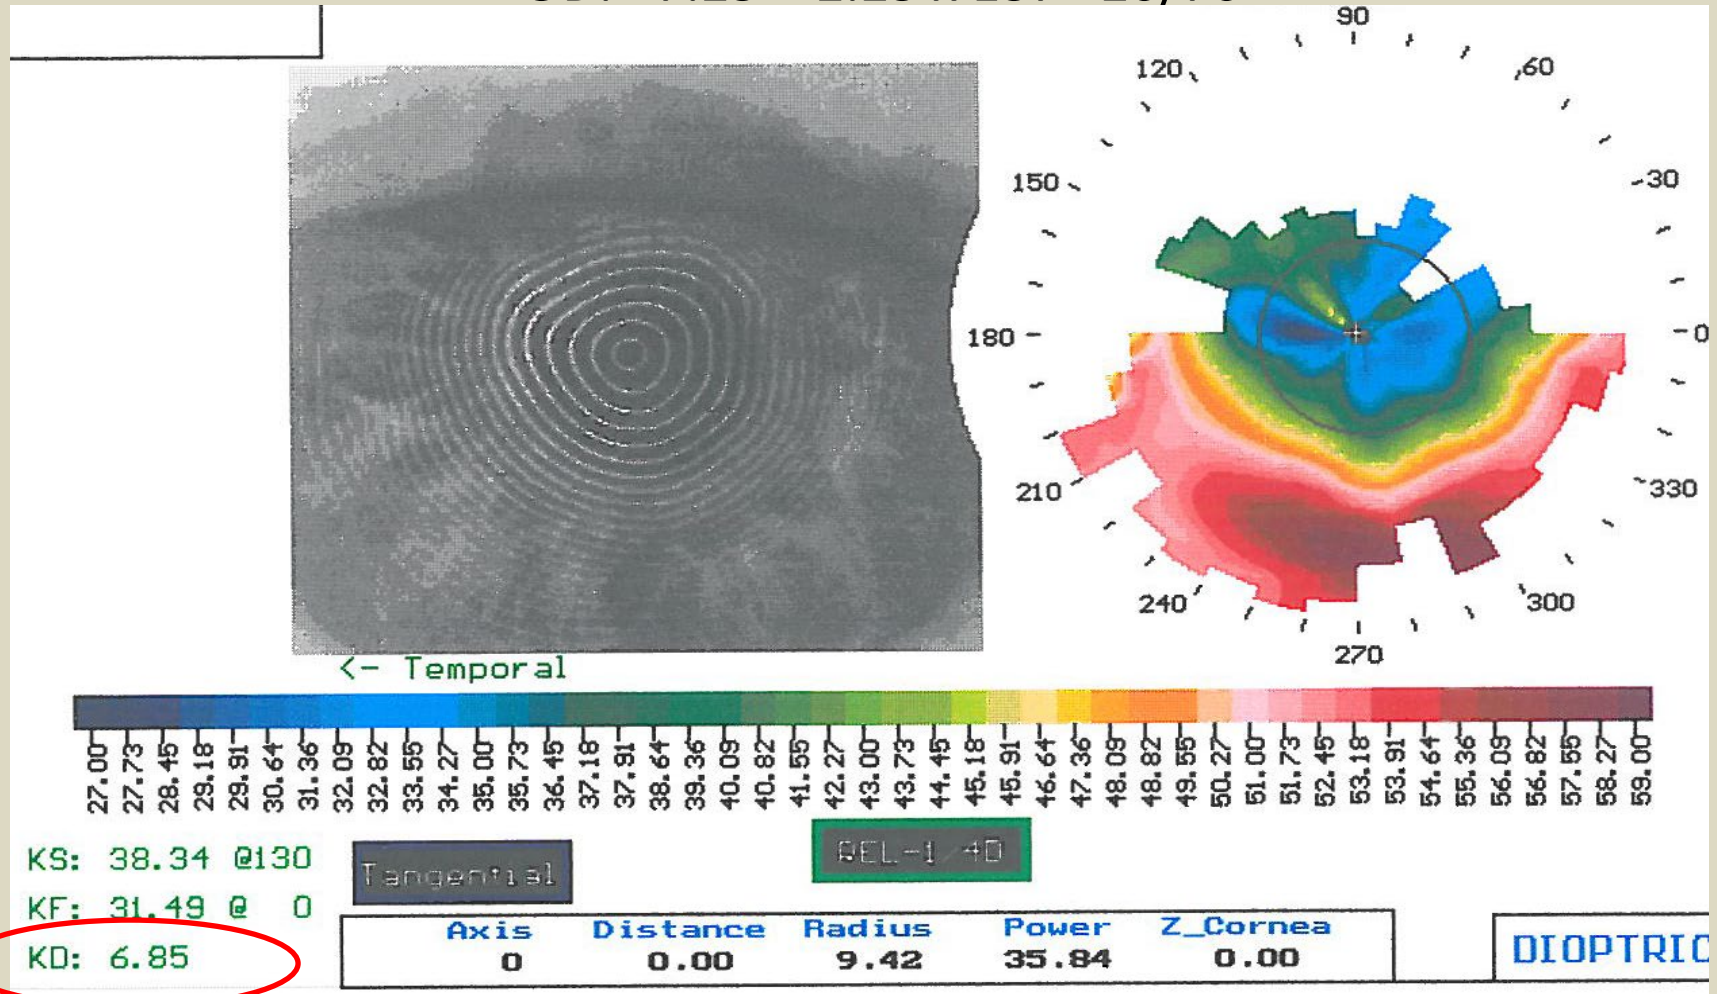 90
120
60
150
30
180
0
210
330
240
300
270
<- Temporal
27.00 27.73 28.45 29.18 29.91 30.64 31.36 32.09 32.82 33.55 34.27 35.00 35.73 36.45 37.18 37.91 38.64 39.36 40.09 40.82 41.55 42.27 43.00 43.73 44.45 45.18 45.91 46.64 47.36 48.09 48.82 49.55 50.27 51.00 51.73 52.45 53.18 53.91 54.64 55.36 56.09 56.82 57.55 58.27 59.00
KS: 38.34 @130
Tangential
KF: 31.49 @ 0
KD: 6.85
Axis Distance Radius Power Z_Cornea
0 0.00 9.42 35.84 0.00
DIOPTRIC